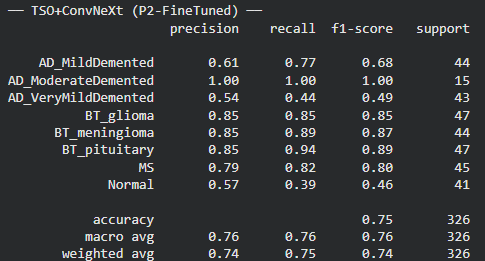 ── TSO+ConvNeXt (P2-FineTuned) ──
precision recall f1-score support
AD_MildDemented 0.61 0.77 0.68 44
AD_ModerateDemented 1.00 1.00 1.00 15
AD_VeryMildDemented 0.54 0.44 0.49 43
BT_glioma 0.85 0.85 0.85 47
BT_meningioma 0.85 0.89 0.87 44
BT_pituitary 0.85 0.94 0.89 47
MS 0.79 0.82 0.80 45
Normal 0.57 0.39 0.46 41
accuracy 0.75 326
macro avg 0.76 0.76 0.76 326
weighted avg 0.74 0.75 0.74 326